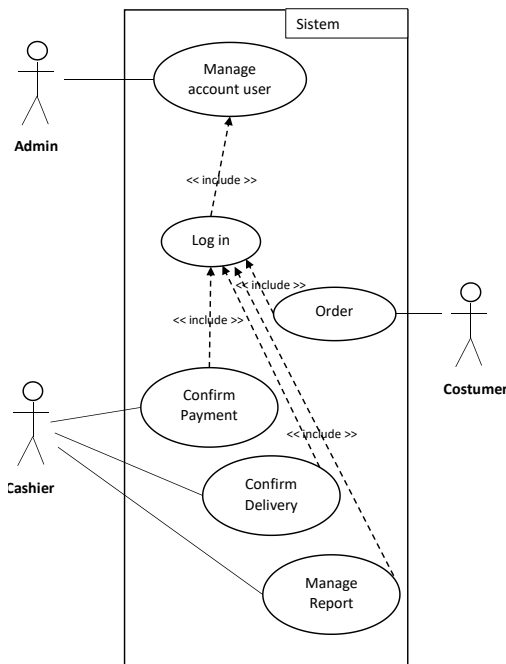 Sistem
Manage
account user
Admin
<< include >>
Log in
<< include >>
Order
<< include >>
Costumer
Confirm
Payment
<< include >>
Cashier
Confirm
Delivery
Manage
Report